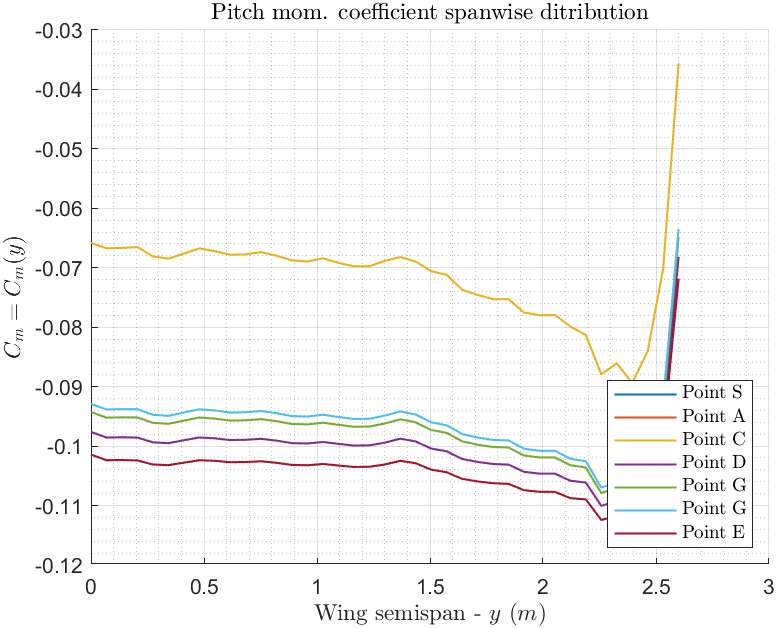 Pitch mom. coefficient spanwise ditribution
-0.03
-0.04
-0.05
-0.06
-0.07
-0.08
-0.09
-0.1
-0.11
-0.12
C_m = C_m(y)
Point S
Point A
Point C
Point D
Point G
Point G
Point E
0 0.5 1 1.5 2 2.5 3
Wing semispan - y (m)